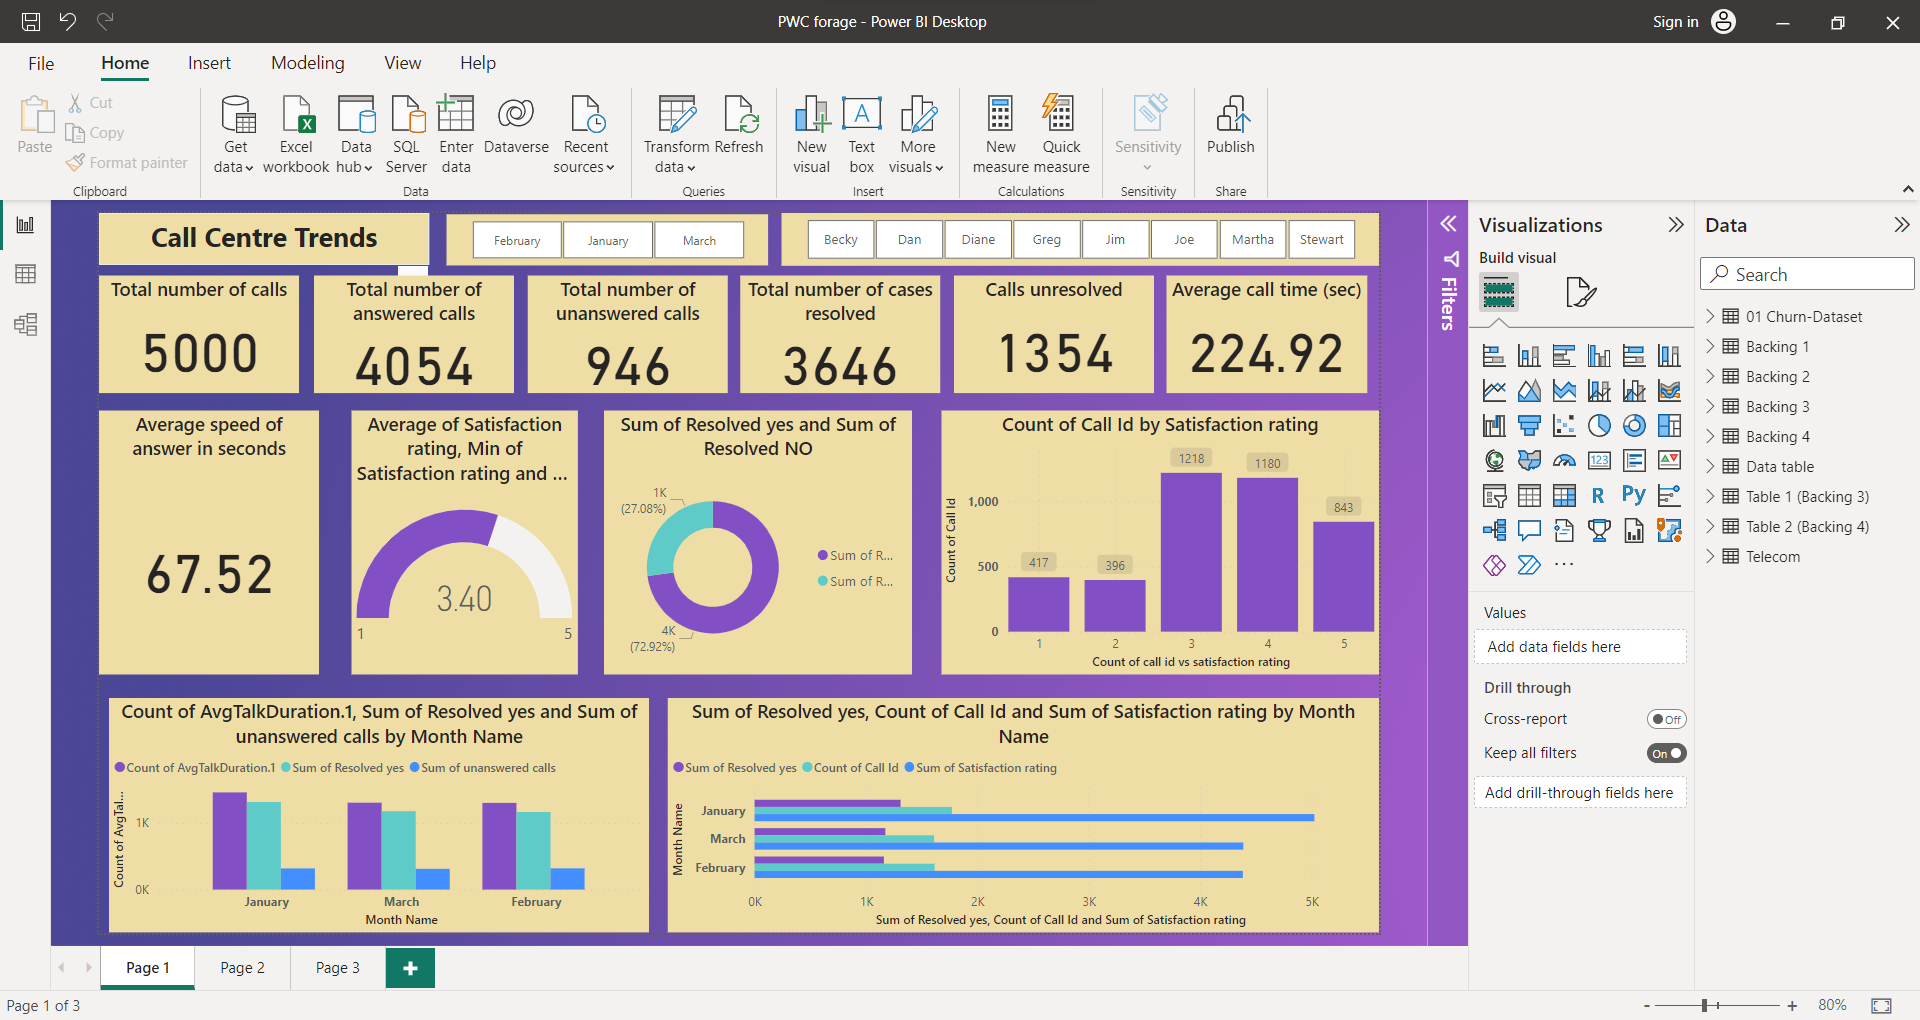 PWC forage - Power BI Desktop
Sign in
File Home Insert Modeling View Help
Paste
Cut
Copy
Format painter
Clipboard
Get data
Excel workbook
Data hub
SQL Server
Enter data
Dataverse
Recent sources
Data
Transform data
Refresh
Queries
New visual
Text box
More visuals
Insert
New measure
Quick measure
Calculations
Sensitivity
Sensitivity
Publish
Share
Call Centre Trends
February January March
Becky Dan Diane Greg Jim Joe Martha Stewart
Total number of calls
5000
Total number of
answered calls
4054
Total number of
unanswered calls
946
Total number of cases
resolved
3646
Calls unresolved
1354
Average call time (sec)
224.92
Average speed of
answer in seconds
67.52
Average of Satisfaction
rating, Min of
Satisfaction rating and ...
3.40
1
5
Sum of Resolved yes and Sum of
Resolved NO
1K
(27.08%)
4K
(72.92%)
Sum of R...
Sum of R...
Count of Call Id by Satisfaction rating
Count of Call Id
1,000
500
0
417
396
1218
1180
843
1 2 3 4 5
Count of call id vs satisfaction rating
Count of AvgTalkDuration.1, Sum of Resolved yes and Sum of
unanswered calls by Month Name
Count of AvgTalkDuration.1 Sum of Resolved yes Sum of unanswered calls
Count of AvgTal...
1K
0K
January March February
Month Name
Sum of Resolved yes, Count of Call Id and Sum of Satisfaction rating by Month
Name
Sum of Resolved yes Count of Call Id Sum of Satisfaction rating
Month Name
January
March
February
0K 1K 2K 3K 4K 5K
Sum of Resolved yes, Count of Call Id and Sum of Satisfaction rating
Filters
Visualizations
Build visual
123
R
Py
...
Values
Add data fields here
Drill through
Cross-report
Off
Keep all filters
On
Add drill-through fields here
Data
Search
01 Churn-Dataset
Backing 1
Backing 2
Backing 3
Backing 4
Data table
Table 1 (Backing 3)
Table 2 (Backing 4)
Telecom
Page 1 Page 2 Page 3 +
Page 1 of 3
- + 80%